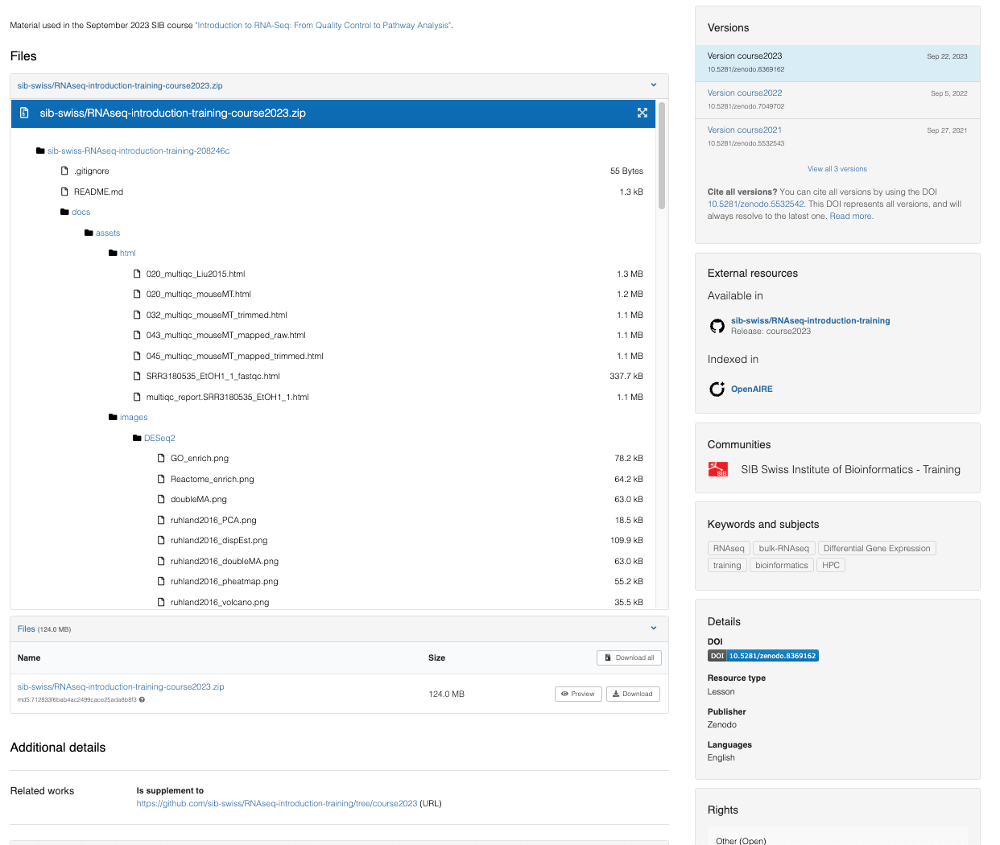 Material used in the September 2023 SIB course "Introduction to RNA-Seq: From Quality Control to Pathway Analysis".
Files
sib-swiss/RNAseq-introduction-training-course2023.zip
sib-swiss/RNAseq-introduction-training-course2023.zip
sib-swiss-RNAseq-introduction-training-208246c
.gitignore 55 Bytes
README.md 1.3 kB
docs
assets
html
020_multiqc_Liu2015.html 1.3 MB
020_multiqc_mouseMT.html 1.2 MB
032_multiqc_mouseMT_trimmed.html 1.1 MB
043_multiqc_mouseMT_mapped_raw.html 1.1 MB
045_multiqc_mouseMT_mapped_trimmed.html 1.1 MB
SRR3180535_EtOH1_1_fastqc.html 337.7 kB
multiqc_report.SRR3180535_EtOH1_1.html 1.1 MB
images
DESeq2
GO_enrich.png 78.2 kB
Reactome_enrich.png 64.2 kB
doubleMA.png 63.0 kB
ruhland2016_PCA.png 18.5 kB
ruhland2016_dispEst.png 109.9 kB
ruhland2016_doubleMA.png 63.0 kB
ruhland2016_pheatmap.png 55.2 kB
ruhland2016_volcano.png 35.5 kB
Files (124.0 MB)
Name Size Download all
sib-swiss/RNAseq-introduction-training-course2023.zip
md5:712833f6bab4ac2499cace25ada8b8f3
124.0 MB Preview Download
Additional details
Related works
Is supplement to
https://github.com/sib-swiss/RNAseq-introduction-training/tree/course2023 (URL)
Versions
Version course2023 Sep 22, 2023
10.5281/zenodo.8369162
Version course2022 Sep 5, 2022
10.5281/zenodo.7049702
Version course2021 Sep 27, 2021
10.5281/zenodo.5532543
View all 3 versions
Cite all versions? You can cite all versions by using the DOI
10.5281/zenodo.5532542. This DOI represents all versions, and will
always resolve to the latest one. Read more.
External resources
Available in
sib-swiss/RNAseq-introduction-training
Release: course2023
Indexed in
OpenAIRE
Communities
SIB
SIB Swiss Institute of Bioinformatics - Training
Keywords and subjects
RNAseq bulk-RNAseq Differential Gene Expression
training bioinformatics HPC
Details
DOI
DOI 10.5281/zenodo.8369162
Resource type
Lesson
Publisher
Zenodo
Languages
English
Rights
Other (Open)